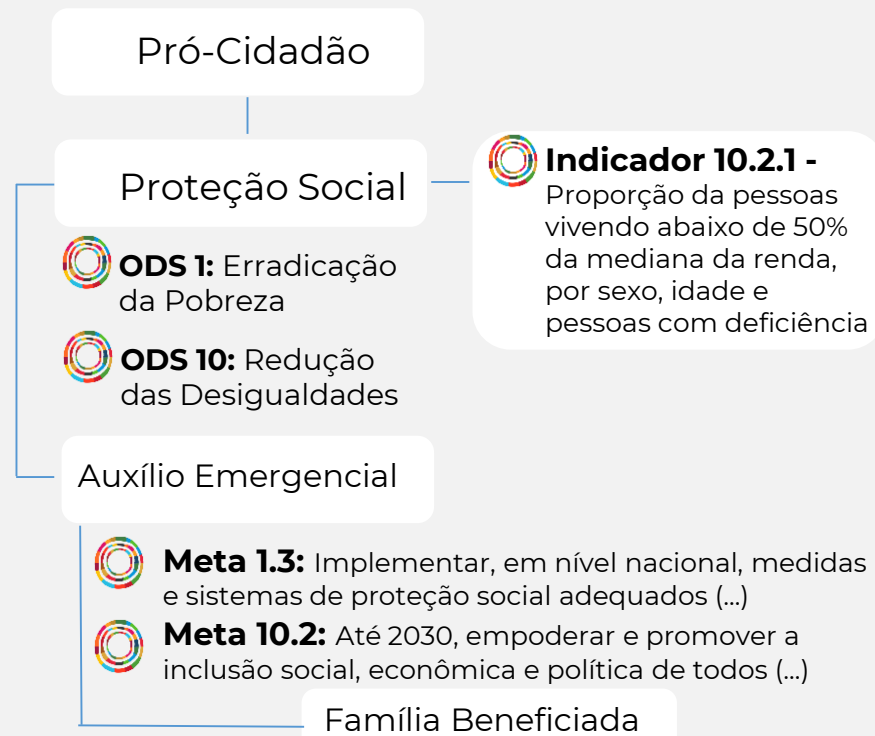 Pró-Cidadão
Proteção Social
Indicador 10.2.1 -
Proporção da pessoas
vivendo abaixo de 50%
da mediana da renda,
por sexo, idade e
pessoas com deficiência
ODS 1: Erradicação
da Pobreza
ODS 10: Redução
das Desigualdades
Auxílio Emergencial
Meta 1.3: Implementar, em nível nacional, medidas
e sistemas de proteção social adequados (...)
Meta 10.2: Até 2030, empoderar e promover a
inclusão social, econômica e política de todos (...)
Família Beneficiada